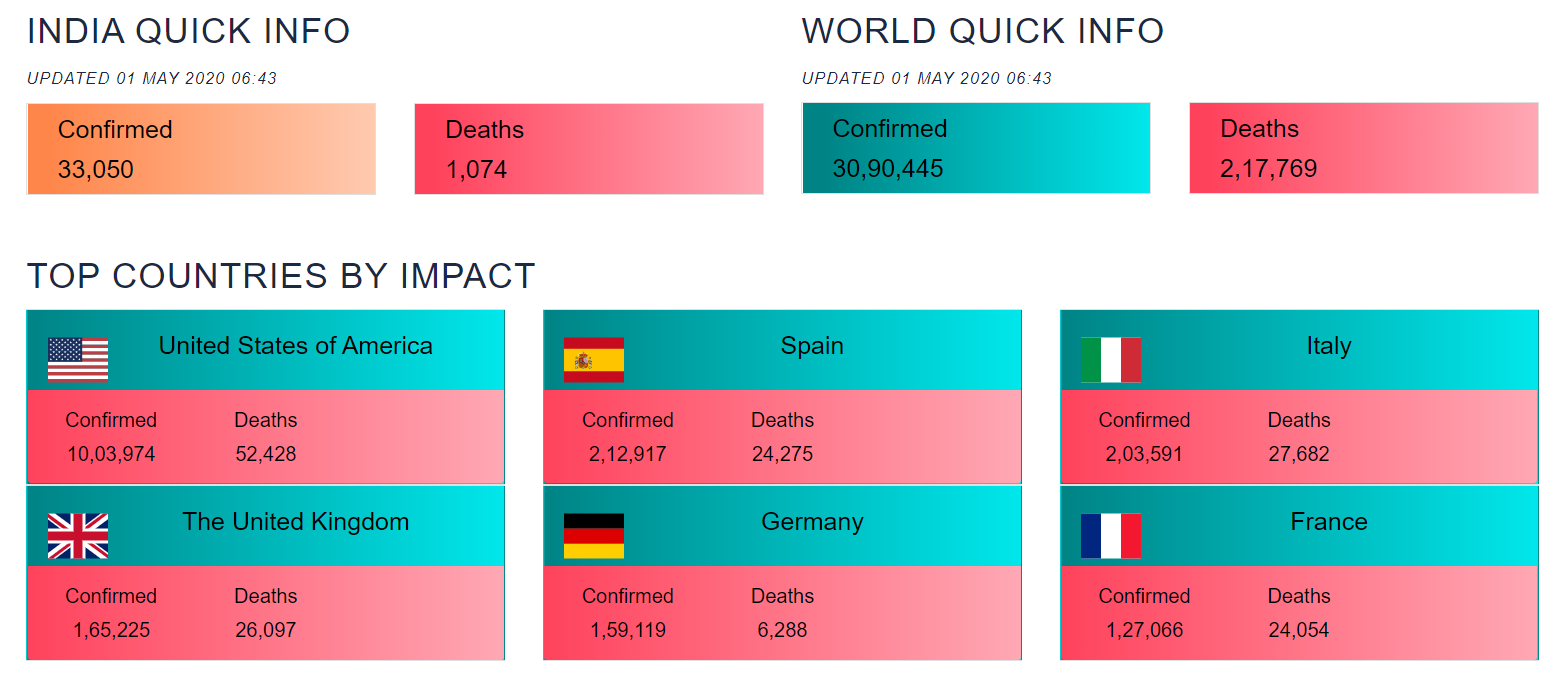 INDIA QUICK INFO
UPDATED 01 MAY 2020 06:43
Confirmed
33,050
Deaths
1,074
WORLD QUICK INFO
UPDATED 01 MAY 2020 06:43
Confirmed
30,90,445
Deaths
2,17,769
TOP COUNTRIES BY IMPACT
United States of America
Confirmed Deaths
10,03,974 52,428
Spain
Confirmed Deaths
2,12,917 24,275
Italy
Confirmed Deaths
2,03,591 27,682
The United Kingdom
Confirmed Deaths
1,65,225 26,097
Germany
Confirmed Deaths
1,59,119 6,288
France
Confirmed Deaths
1,27,066 24,054